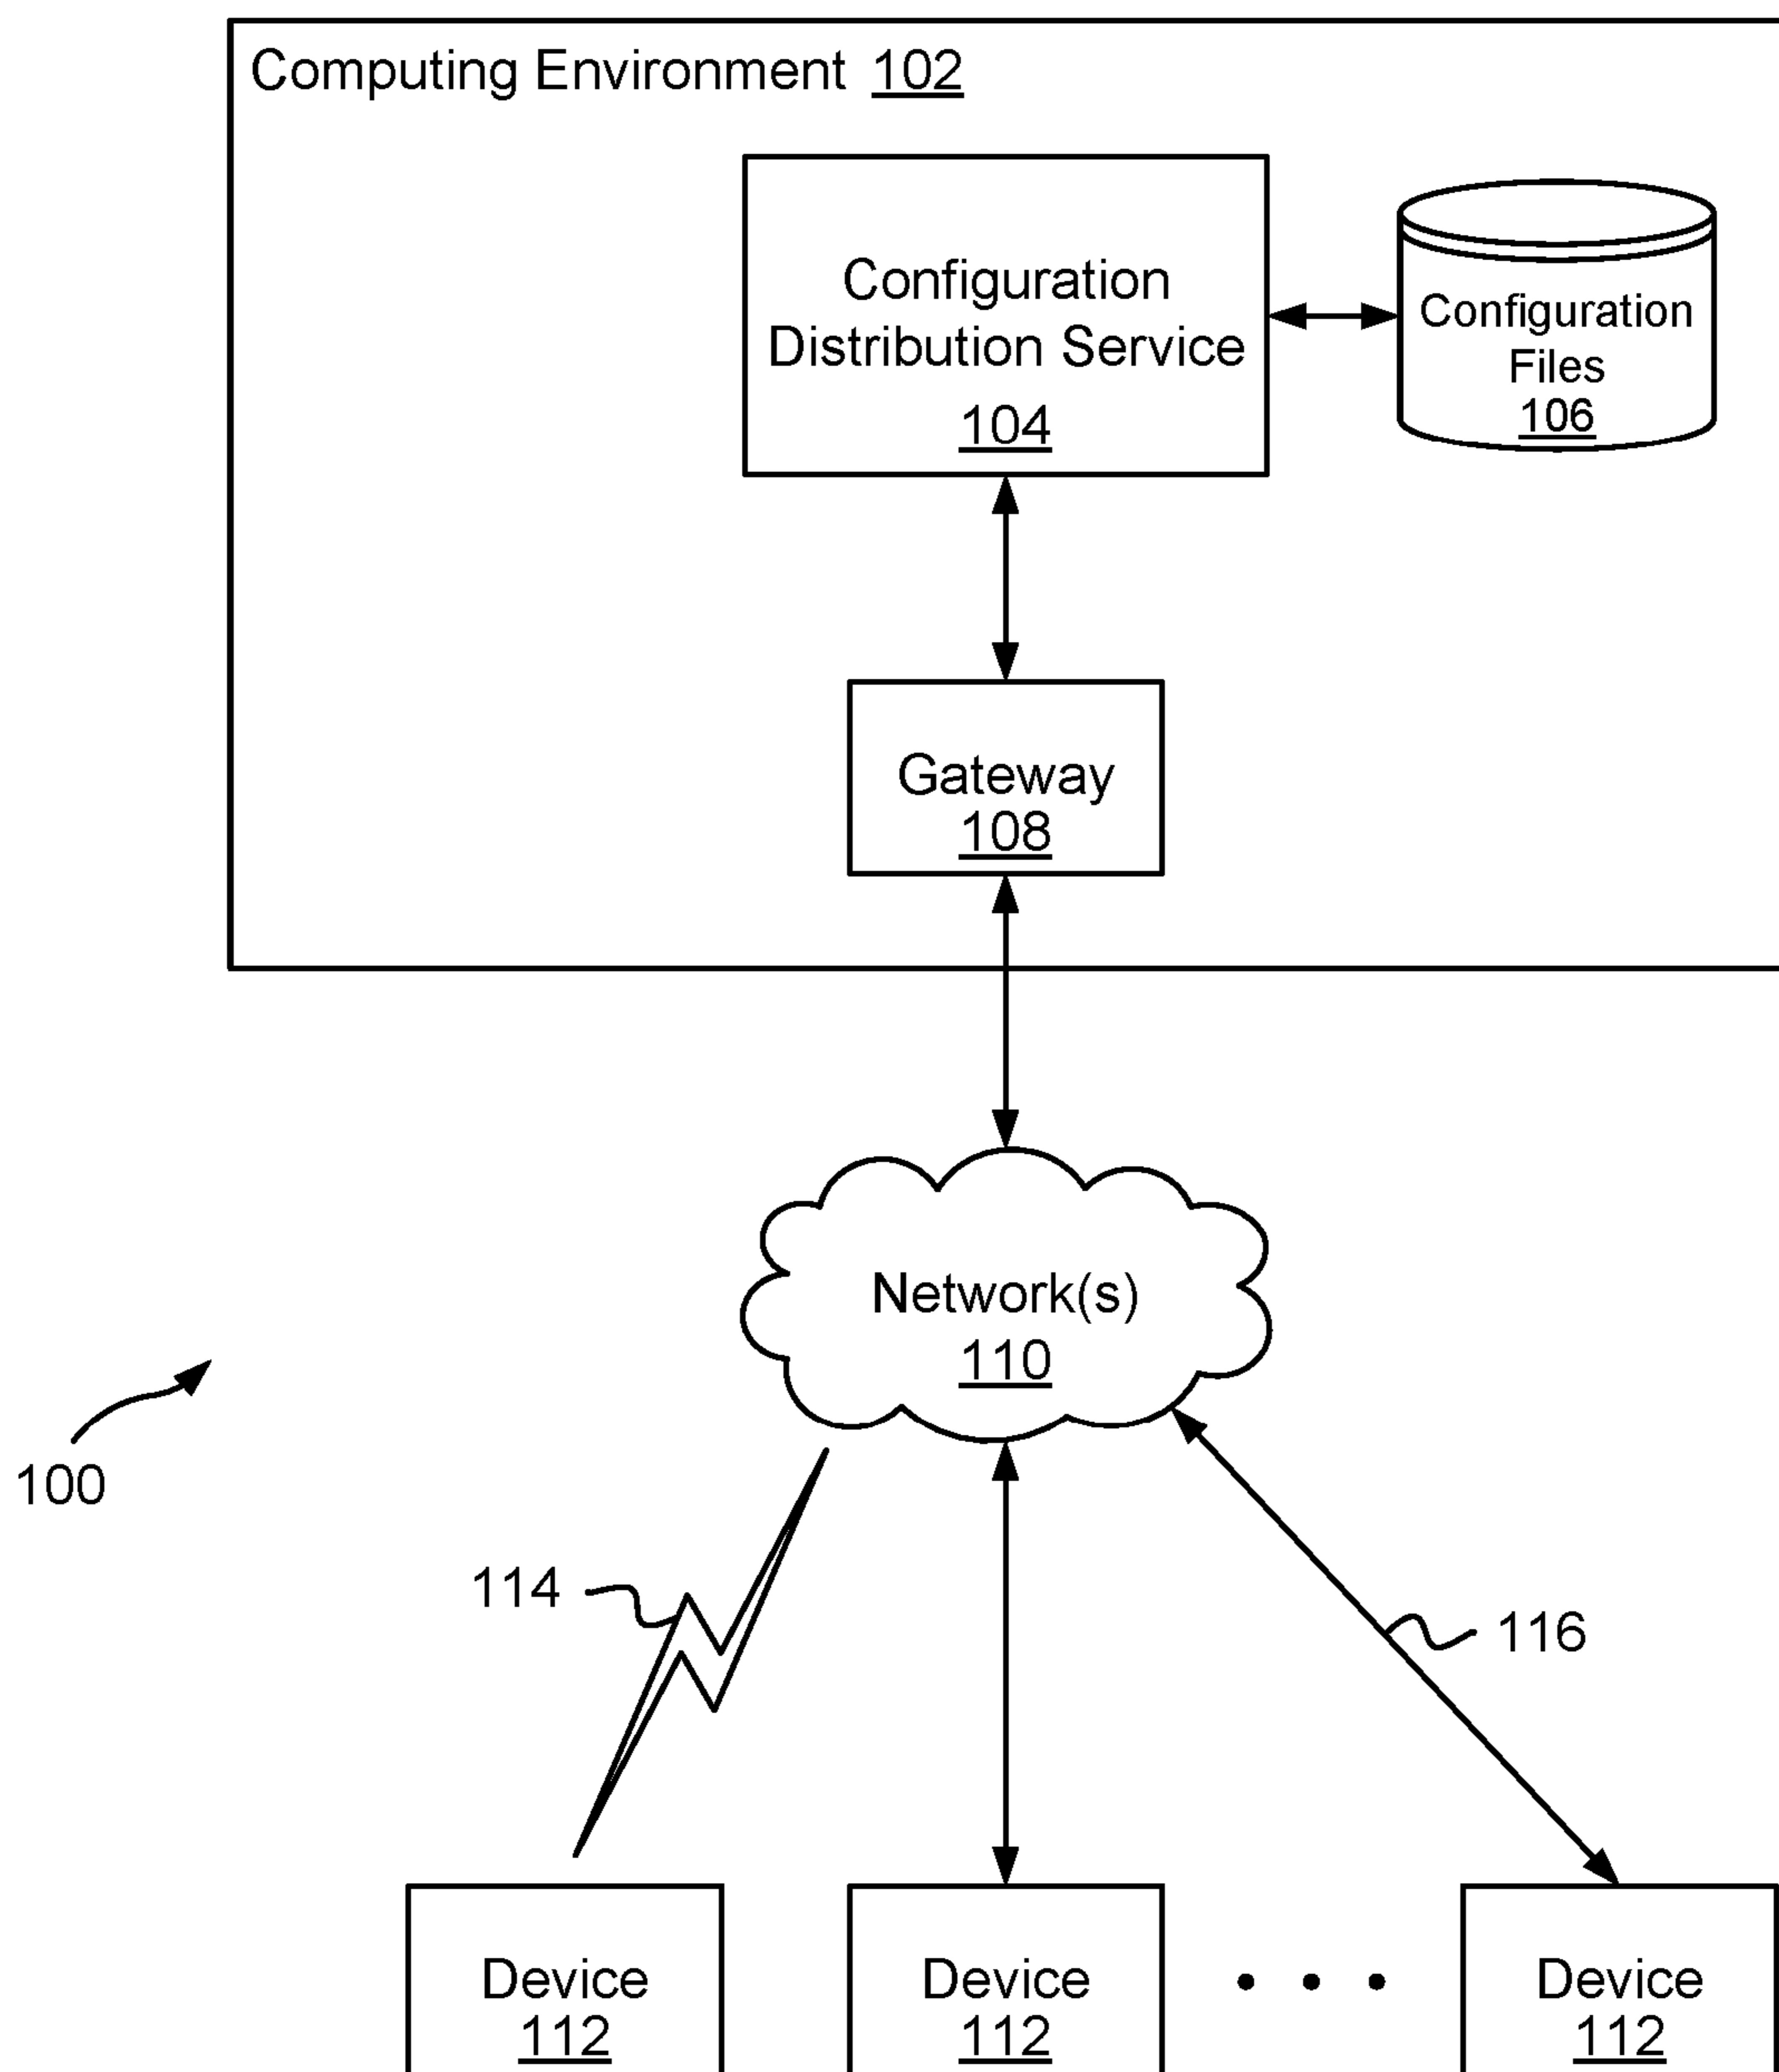 Computing Environment 102
Configuration
Distribution Service
104
Configuration
Files
106
Gateway
108
Network(s)
110
100
114
116
Device
112
Device
112
Device
112